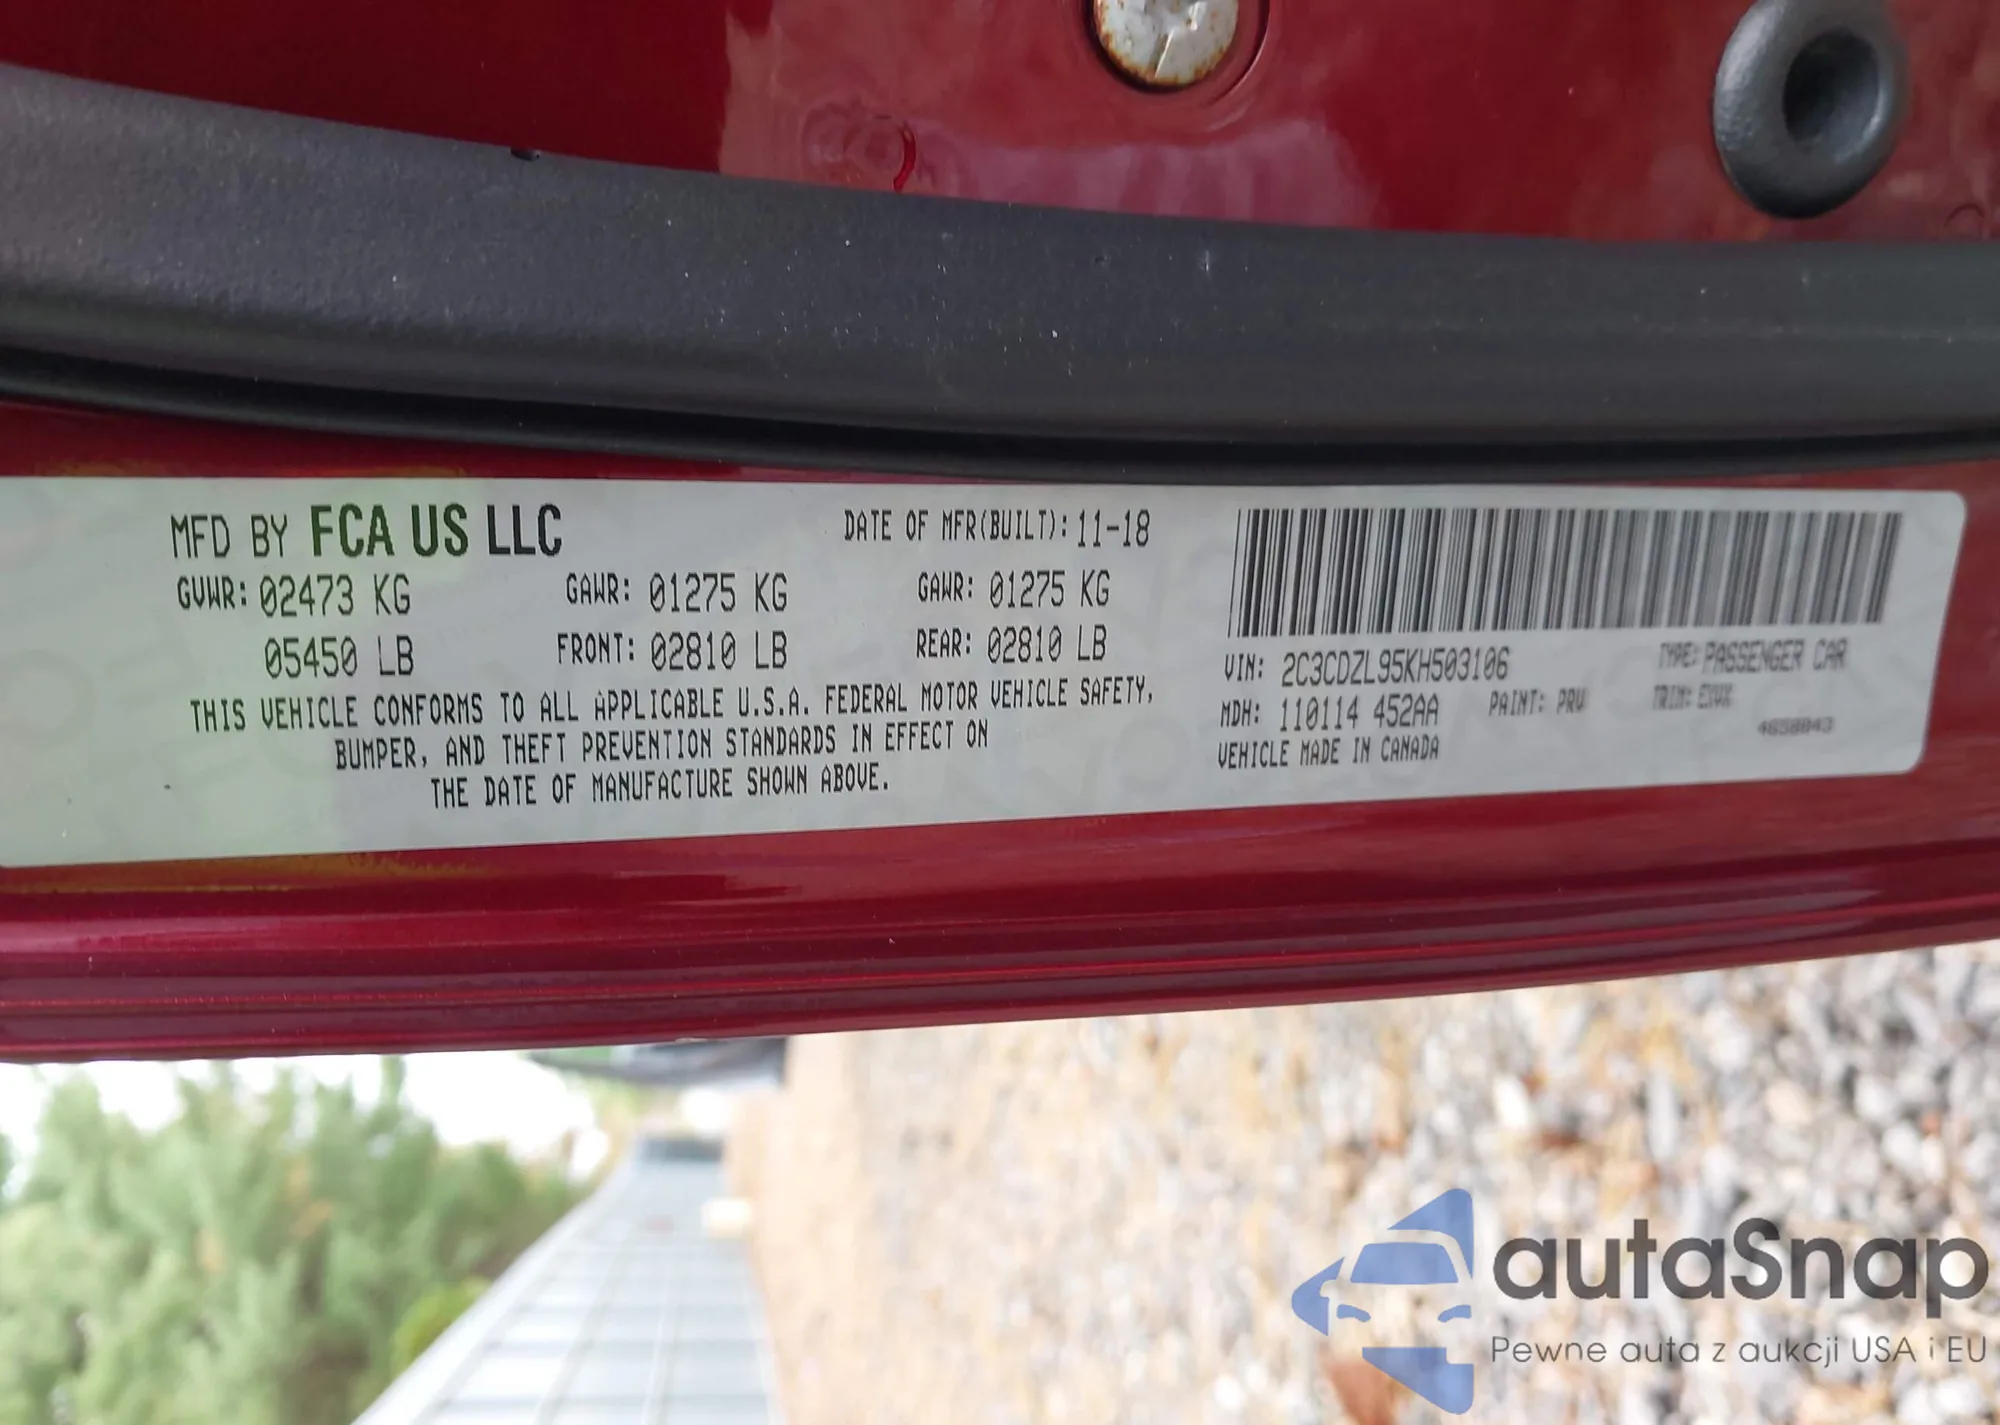 MFD BY FCA US LLC
DATE OF MFR(BUILT): 11-18
GVWR: 02473 KG
GAWR: 01275 KG
GAWR: 01275 KG
05450 LB
FRONT: 02810 LB
REAR: 02810 LB
THIS VEHICLE CONFORMS TO ALL APPLICABLE U.S.A. FEDERAL MOTOR VEHICLE SAFETY,
BUMPER, AND THEFT PREVENTION STANDARDS IN EFFECT ON
THE DATE OF MANUFACTURE SHOWN ABOVE.
VIN: 2C3CDZL95KH503106
TYPE: PASSENGER CAR
MDH: 110114 452AA
PAINT: PRV
TRIM:
VEHICLE MADE IN CANADA
autaSnap
Pewne auta z aukcji USA i EU